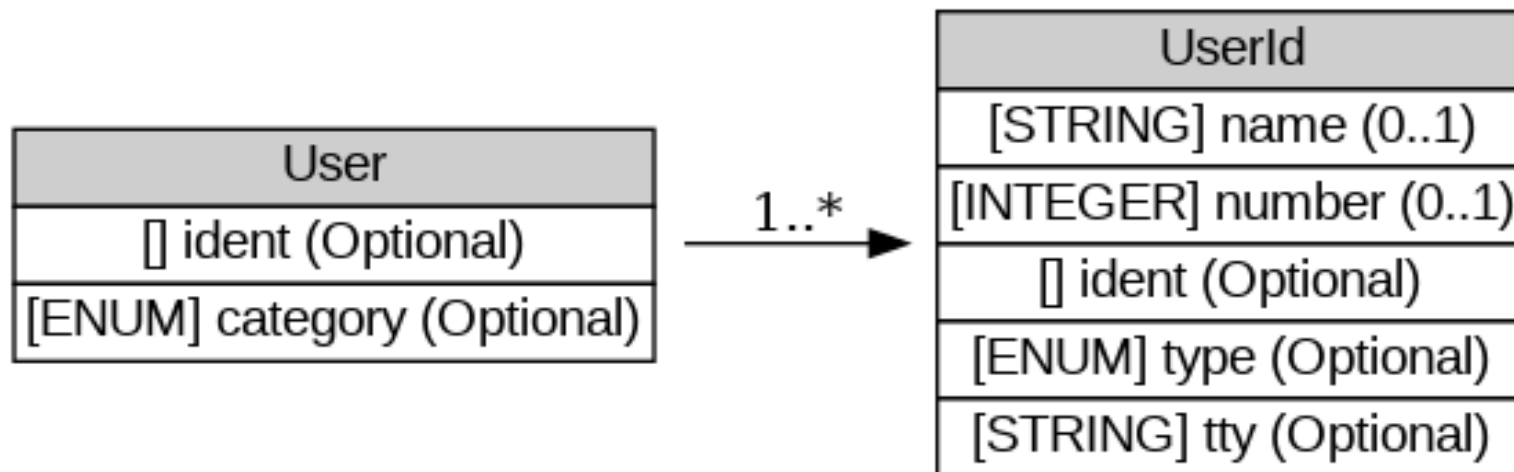 User
[] ident (Optional)
[ENUM] category (Optional)
1..*
UserId
[STRING] name (0..1)
[INTEGER] number (0..1)
[] ident (Optional)
[ENUM] type (Optional)
[STRING] tty (Optional)